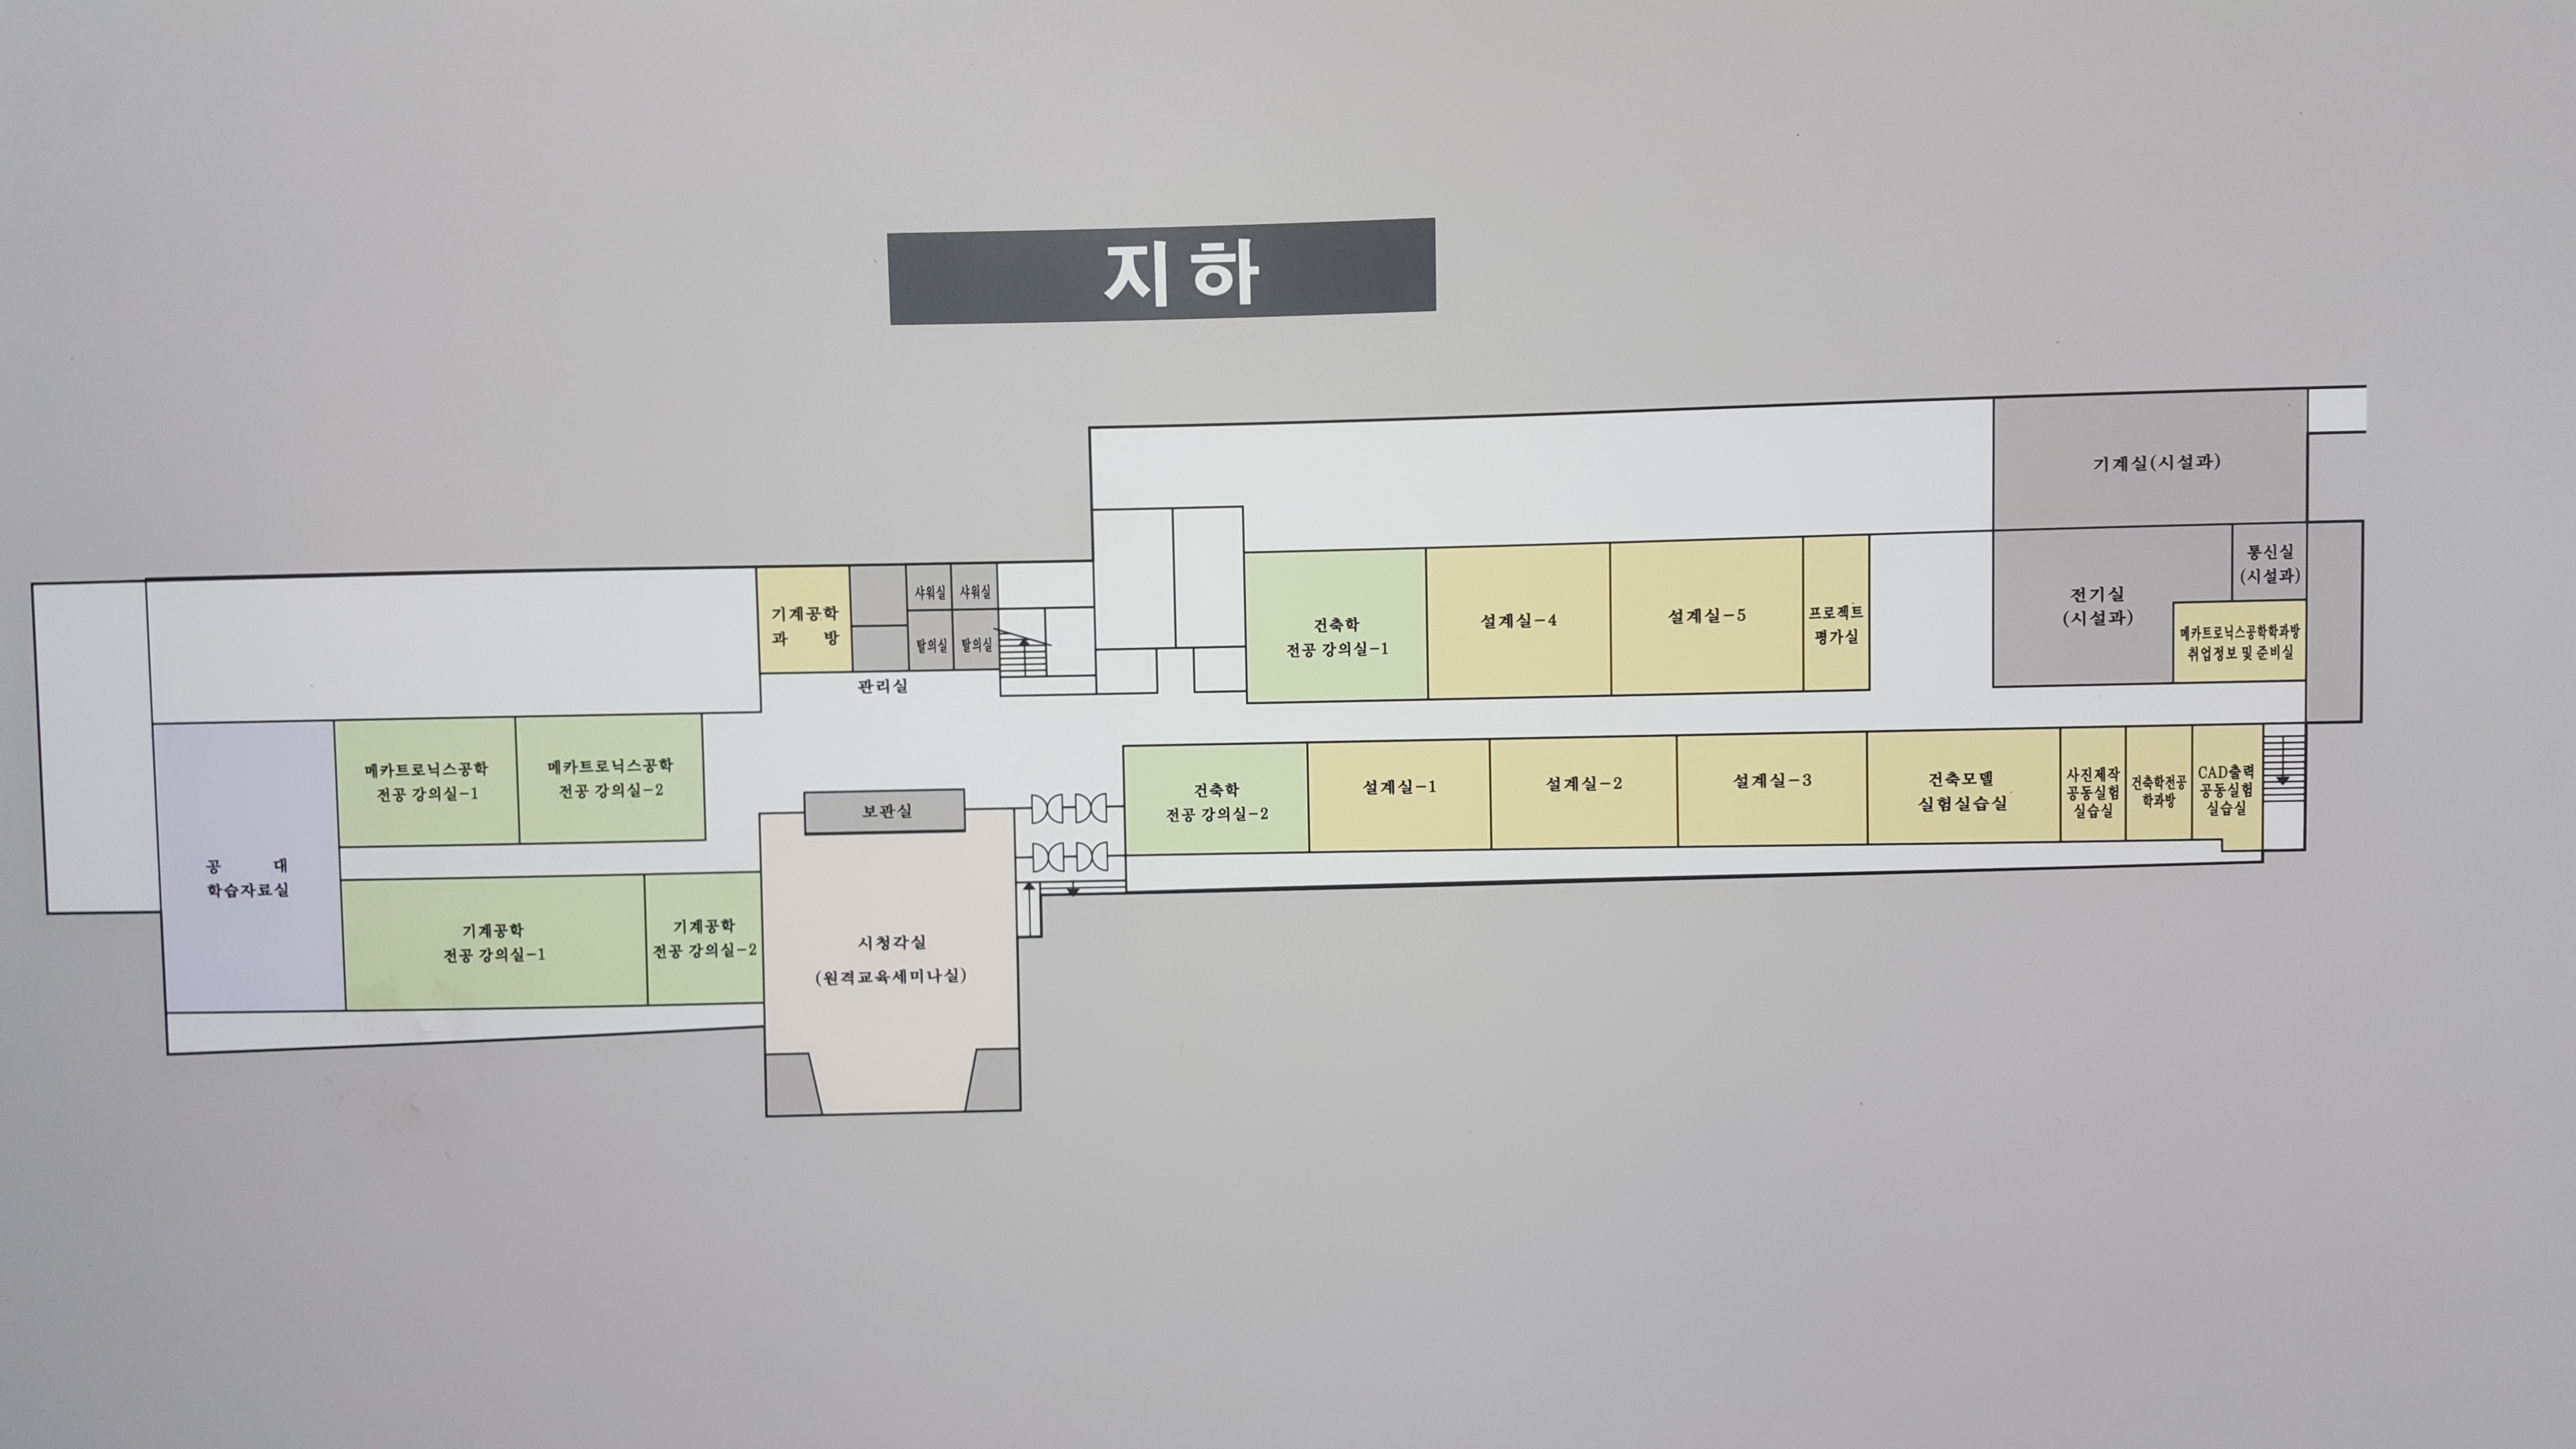 지하
기계실(시설과)
통신실
(시설과)
전기실
(시설과)
메카트로닉스공학학과방
취업정보 및 준비실
기계공학
과 방
샤워실
샤워실
탈의실
탈의실
관리실
건축학
전공 강의실-1
설계실-4
설계실-5
프로젝트
평가실
메카트로닉스공학
전공 강의실-1
메카트로닉스공학
전공 강의실-2
보관실
건축학
전공 강의실-2
설계실-1
설계실-2
설계실-3
건축모델
실험실습실
사진제작
공동실험
실습실
건축학전공
학과방
CAD출력
공동실험
실습실
공 대
학습자료실
기계공학
전공 강의실-1
기계공학
전공 강의실-2
시청각실
(원격교육세미나실)